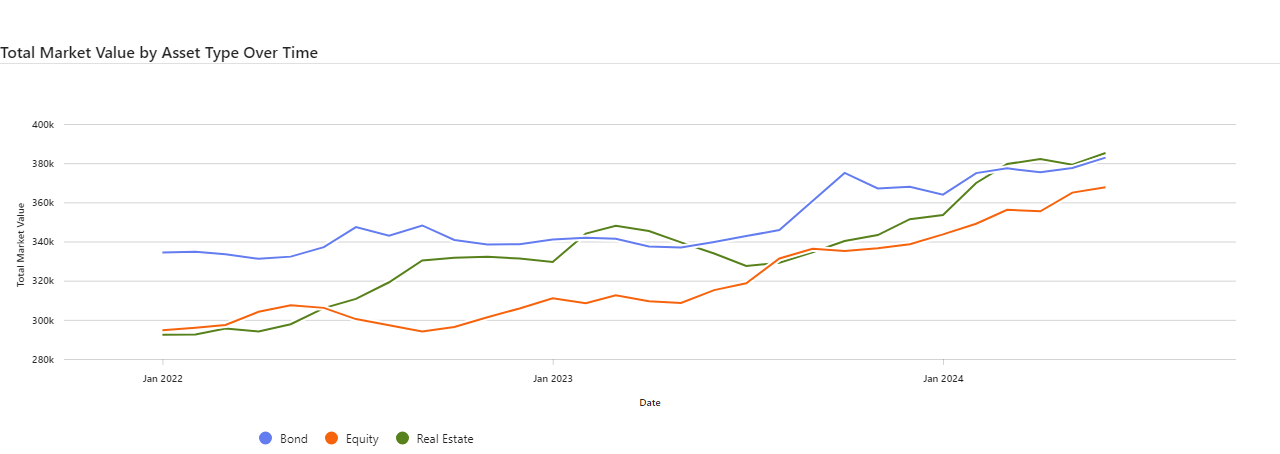 Total Market Value by Asset Type Over Time
Total Market Value
400k
380k
360k
340k
320k
300k
280k
Jan 2022 Jan 2023 Jan 2024
Date
Bond Equity Real Estate